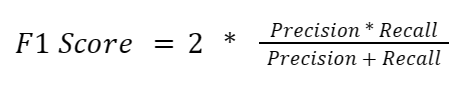 F1 Score = 2 * Precision * Recall / Precision + Recall